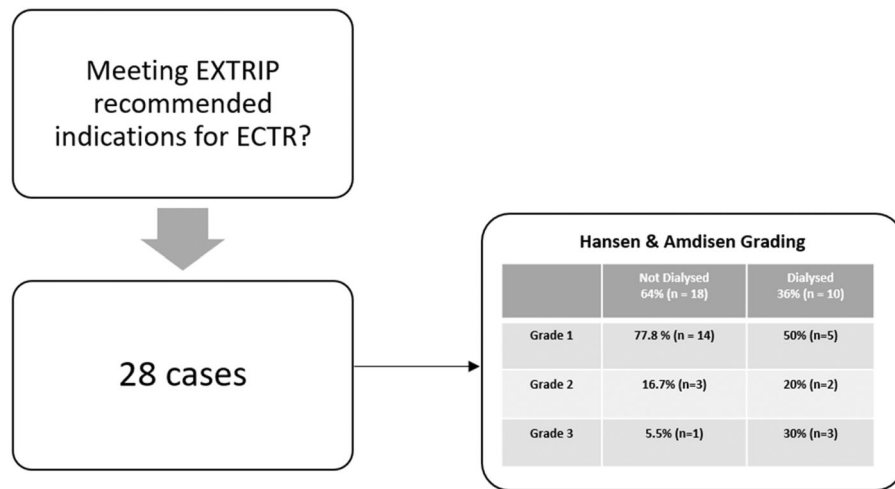 Meeting EXTRIP
recommended
indications for ECTR?
28 cases
Hansen & Amdisen Grading
Not Dialysed Dialysed
64% (n = 18) 36% (n = 10)
Grade 1 77.8 % (n = 14) 50% (n=5)
Grade 2 16.7% (n=3) 20% (n=2)
Grade 3 5.5% (n=1) 30% (n=3)